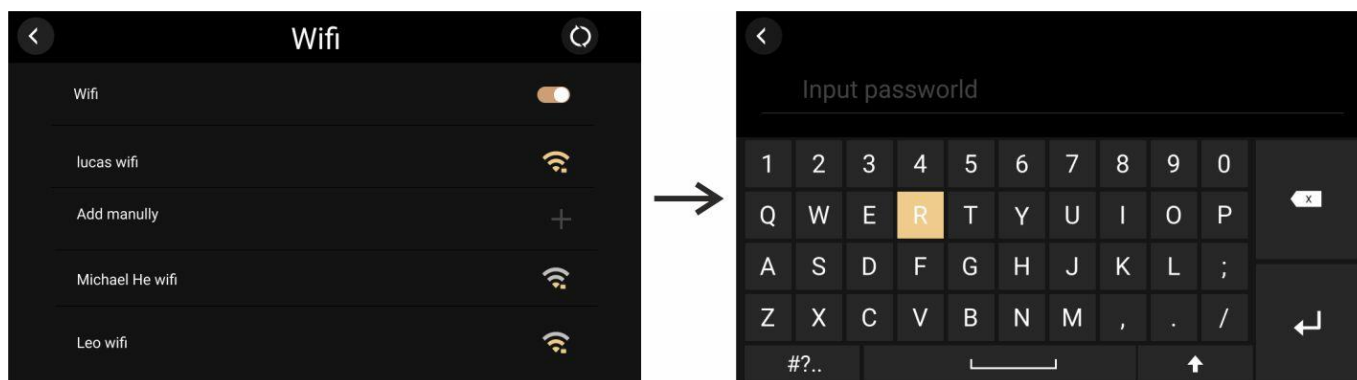 Wifi
Wifi
lucas wifi
Add manully
Michael He wifi
Leo wifi
Input passworld
1 2 3 4 5 6 7 8 9 0
Q W E R T Y U I O P
x
A S D F G H J K L ;
Z X C V B N M , . /
#?..